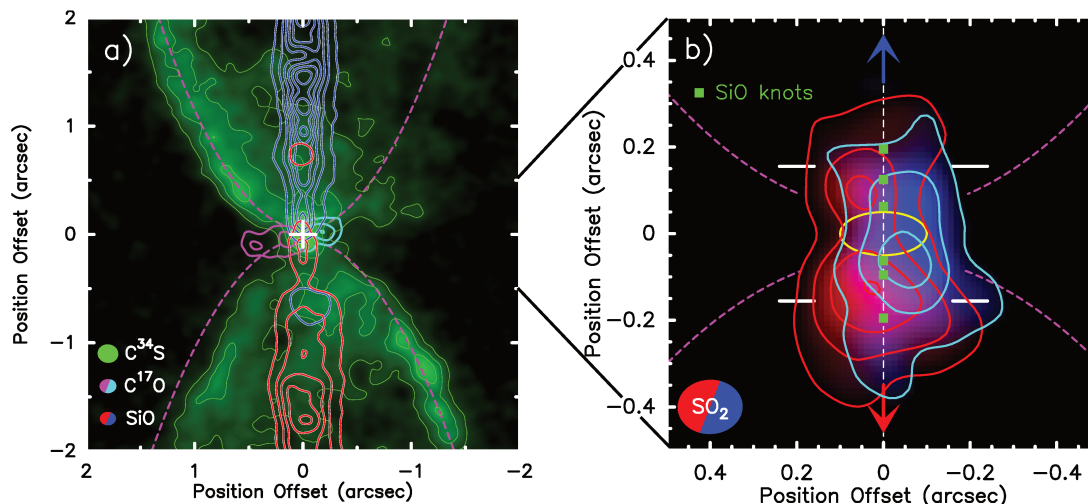 a)
2
1
0
−1
−2
Position Offset (arcsec)
C³⁴S
C¹⁷O
SiO
2
1
0
−1
−2
Position Offset (arcsec)
b)
SiO knots
0.4
0.2
0
−0.2
−0.4
Position Offset (arcsec)
SO₂
0.4
0.2
0
−0.2
−0.4
Position Offset (arcsec)